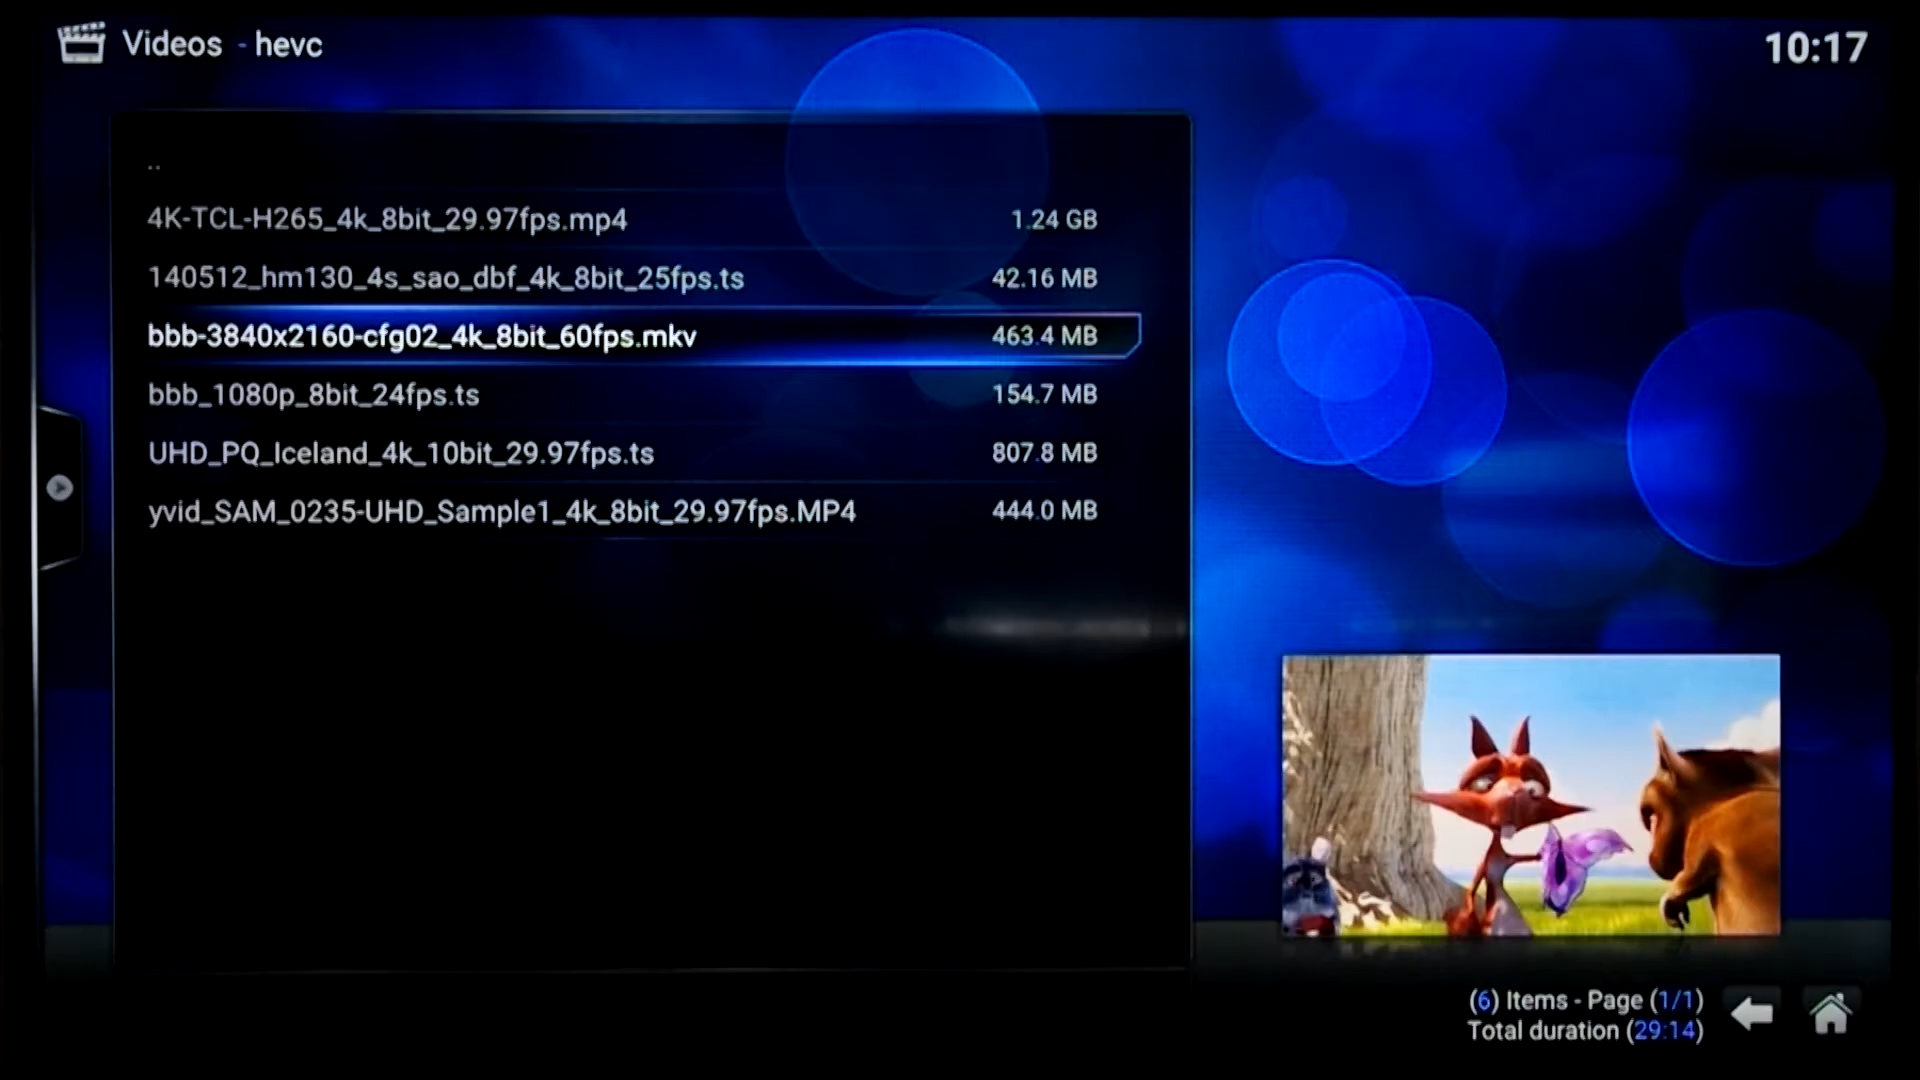 Videos - hevc
10:17
..
4K-TCL-H265_4k_8bit_29.97fps.mp4 1.24 GB
140512_hm130_4s_sao_dbf_4k_8bit_25fps.ts 42.16 MB
bbb-3840x2160-cfg02_4k_8bit_60fps.mkv 463.4 MB
bbb_1080p_8bit_24fps.ts 154.7 MB
UHD_PQ_Iceland_4k_10bit_29.97fps.ts 807.8 MB
yvid_SAM_0235-UHD_Sample1_4k_8bit_29.97fps.MP4 444.0 MB
(6) Items - Page (1/1)
Total duration (29:14)